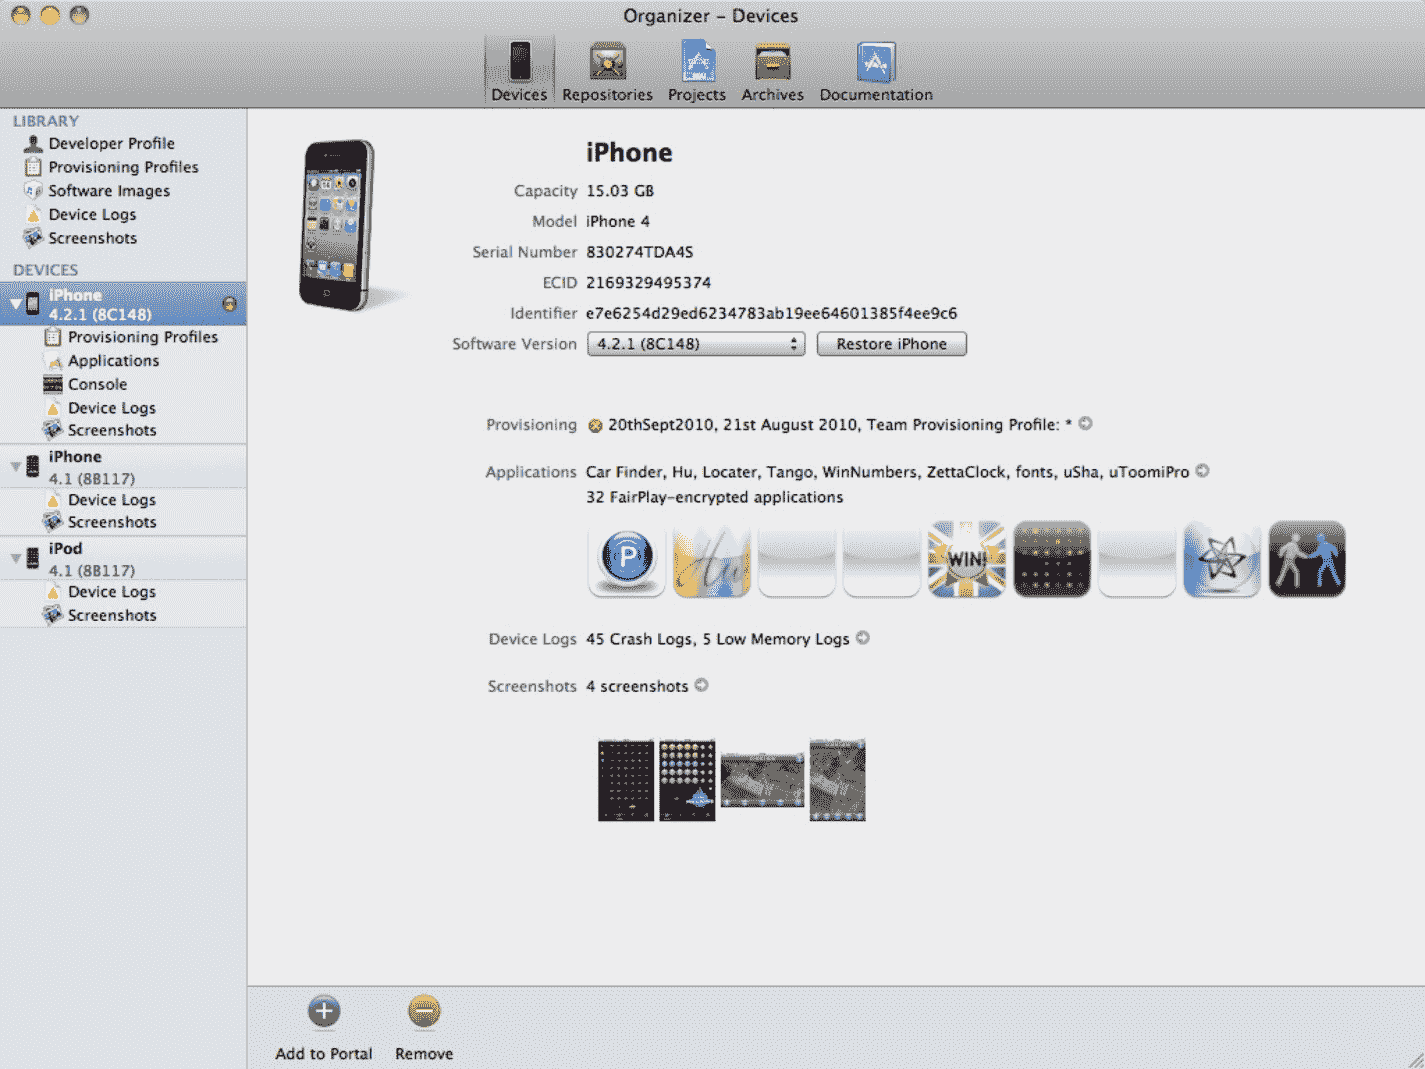 Organizer – Devices
Devices
Repositories
Projects
Archives
Documentation
LIBRARY
Developer Profile
Provisioning Profiles
Software Images
Device Logs
Screenshots
DEVICES
iPhone
4.2.1 (8C148)
Provisioning Profiles
Applications
Console
Device Logs
Screenshots
iPhone
4.1 (8B117)
Device Logs
Screenshots
iPod
4.1 (8B117)
Device Logs
Screenshots
iPhone
Capacity 15.03 GB
Model iPhone 4
Serial Number 830274TDA4S
ECID 2169329495374
Identifier e7e6254d29ed6234783ab19ee64601385f4ee9c6
Software Version 4.2.1 (8C148) Restore iPhone
Provisioning 20thSept2010, 21st August 2010, Team Provisioning Profile: *
Applications Car Finder, Hu, Locater, Tango, WinNumbers, ZettaClock, fonts, uSha, uToomiPro
32 FairPlay-encrypted applications
P Hu WIN!
Device Logs 45 Crash Logs, 5 Low Memory Logs
Screenshots 4 screenshots
Add to Portal
Remove